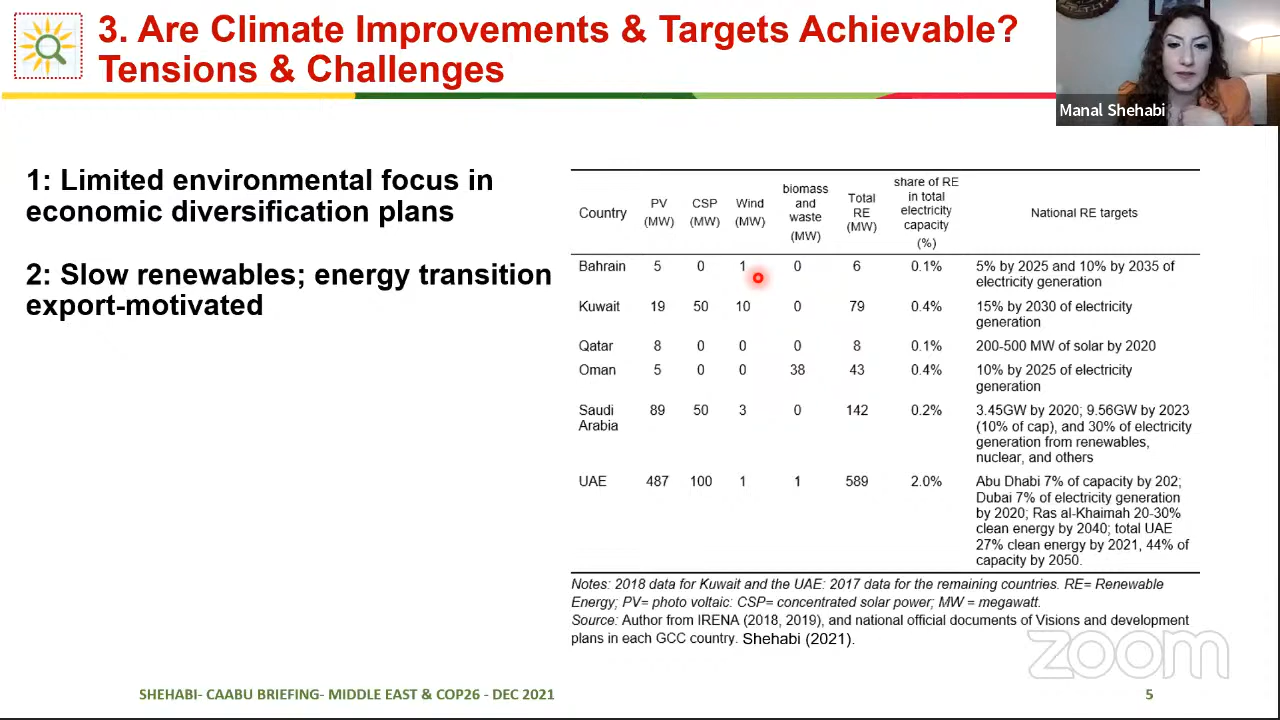 3. Are Climate Improvements & Targets Achievable?
Tensions & Challenges
Manal Shehabi
1: Limited environmental focus in
economic diversification plans
2: Slow renewables; energy transition
export-motivated
Country PV (MW) CSP (MW) Wind (MW) biomass and waste (MW) Total RE (MW) share of RE in total electricity capacity (%) National RE targets
Bahrain 5 0 1 0 6 0.1% 5% by 2025 and 10% by 2035 of
electricity generation
Kuwait 19 50 10 0 79 0.4% 15% by 2030 of electricity
generation
Qatar 8 0 0 0 8 0.1% 200-500 MW of solar by 2020
Oman 5 0 0 38 43 0.4% 10% by 2025 of electricity
generation
Saudi 89 50 3 0 142 0.2% 3.45GW by 2020; 9.56GW by 2023
Arabia (10% of cap), and 30% of electricity
generation from renewables,
nuclear, and others
UAE 487 100 1 1 589 2.0% Abu Dhabi 7% of capacity by 202;
Dubai 7% of electricity generation
by 2020; Ras al-Khaimah 20-30%
clean energy by 2040; total UAE
27% clean energy by 2021, 44% of
capacity by 2050.
Notes: 2018 data for Kuwait and the UAE: 2017 data for the remaining countries. RE= Renewable
Energy; PV= photo voltaic: CSP= concentrated solar power; MW = megawatt.
Source: Author from IRENA (2018, 2019), and national official documents of Visions and development
plans in each GCC country. Shehabi (2021).
zoom
SHEHABI- CAABU BRIEFING- MIDDLE EAST & COP26 - DEC 2021
5